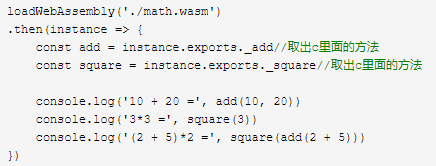 loadWebAssembly('./math.wasm')
.then(instance => {
const add = instance.exports._add//取出c里面的方法
const square = instance.exports._square//取出c里面的方法
console.log('10 + 20 =', add(10, 20))
console.log('3*3 =', square(3))
console.log('(2 + 5)*2 =', square(add(2 + 5)))
})